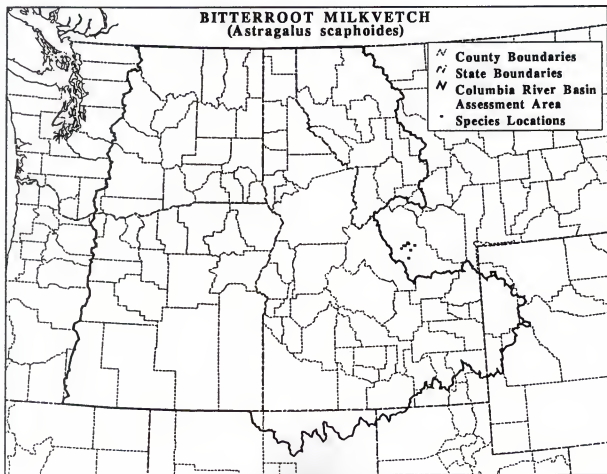 BITTERROOT MILKVETCH
(Astragalus scaphoides)
County Boundaries
State Boundaries
Columbia River Basin
Assessment Area
Species Locations